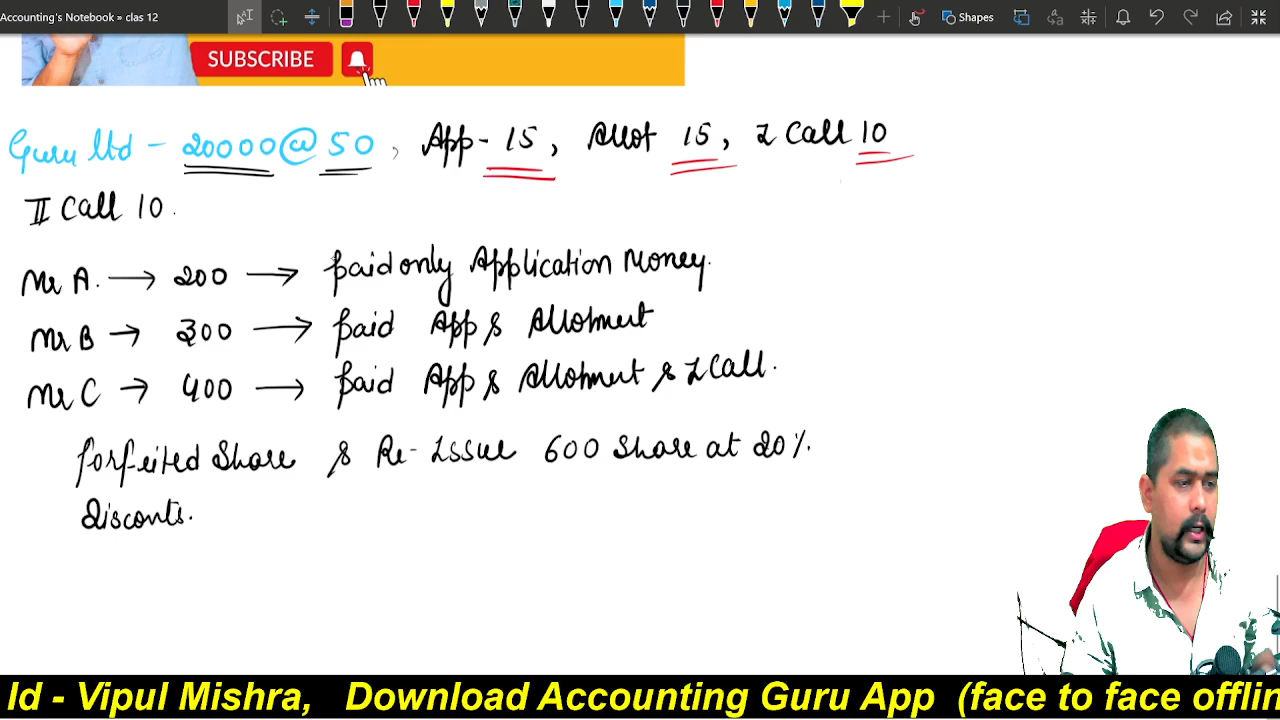 Accounting's Notebook » clas 12
Shapes
SUBSCRIBE
Guru ltd - 20000@50, App- 15, Allot 15, I Call 10
II Call 10.
Mr A. → 200 → paid only Application Money.
Mr B → 300 → paid App & Allotment
Mr C → 400 → paid App & Allotment & I Call.
forfeited Share & Re-Issue 600 Share at 20%
Disconts.
Id - Vipul Mishra, Download Accounting Guru App (face to face offlin